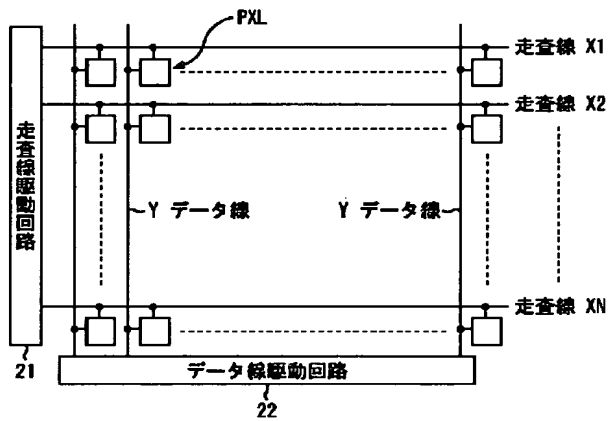 PXL
走査線 X1
走査線 X2
走査線駆動回路
Y データ線
Y データ線
走査線 XN
21
データ線駆動回路
22